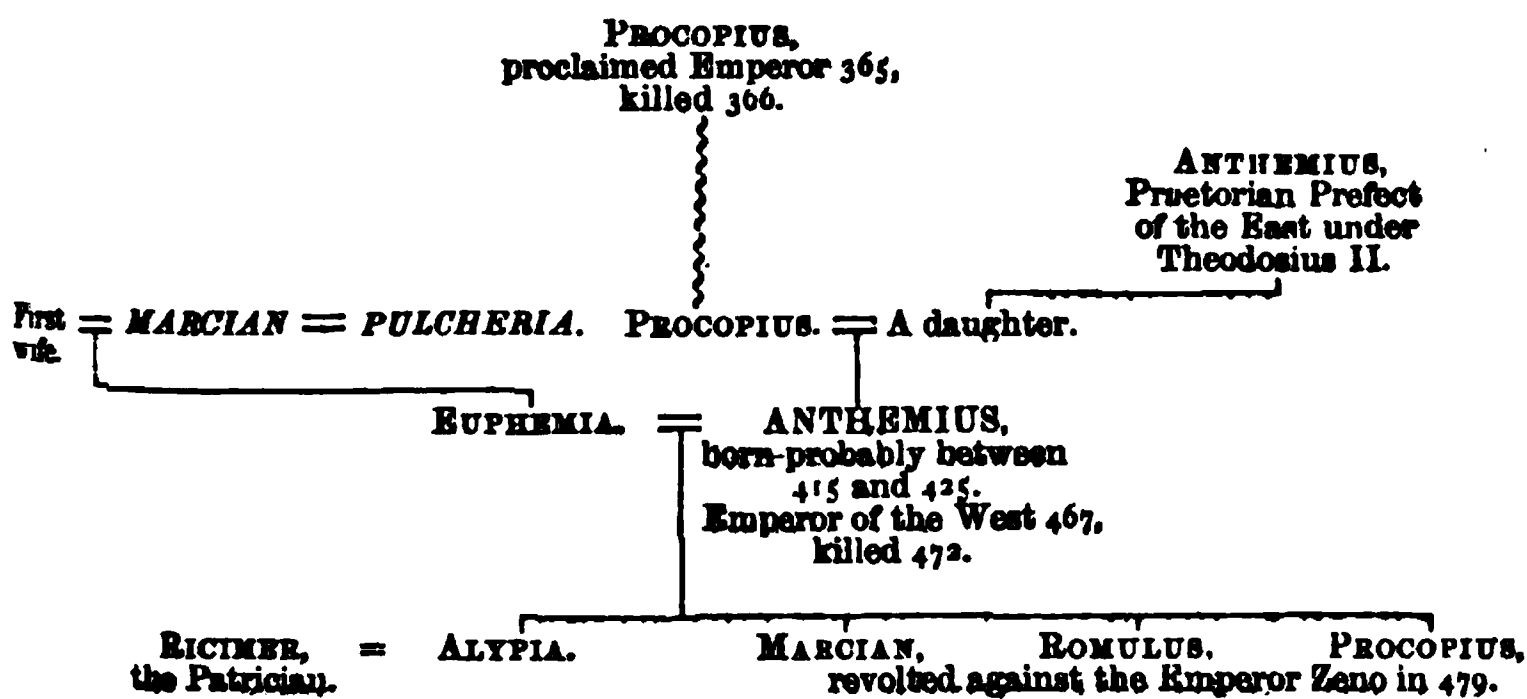 PROCOPIUS,
proclaimed Emperor 365,
killed 366.
ANTHEMIUS,
Praetorian Prefect
of the East under
Theodosius II.
First wife. = MARCIAN = PULCHERIA. PROCOPIUS. = A daughter.
EUPHEMIA. = ANTHEMIUS,
born probably between
415 and 425.
Emperor of the West 467,
killed 472.
RICIMER, = ALYPIA. MARCIAN, ROMULUS, PROCOPIUS,
the Patrician. revolted against the Emperor Zeno in 479.